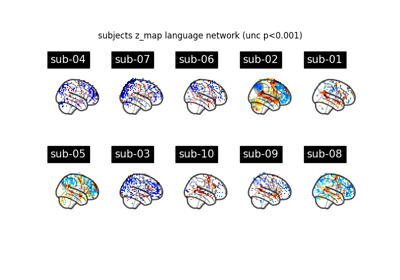 subjects z_map language network (unc p<0.001)
sub-04 sub-07 sub-06 sub-02 sub-01
sub-05 sub-03 sub-10 sub-09 sub-08